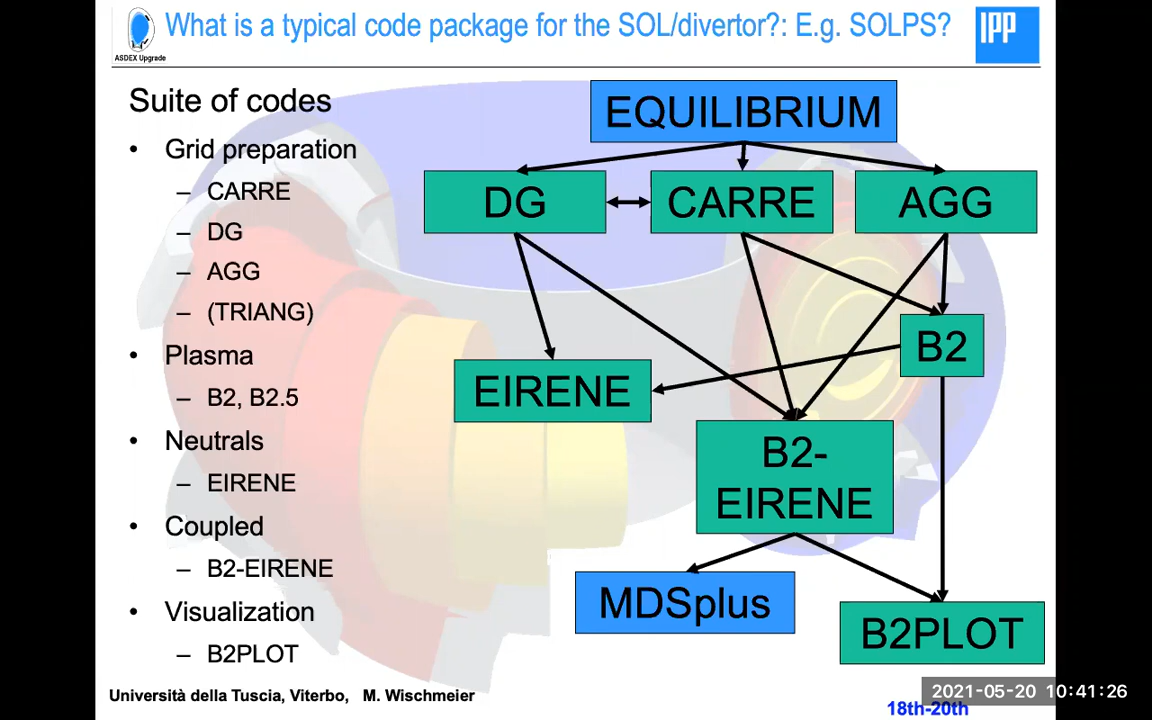 What is a typical code package for the SOL/divertor?: E.g. SOLPS?
ASDEX Upgrade
IPP
Suite of codes
• Grid preparation
– CARRE
– DG
– AGG
– (TRIANG)
• Plasma
– B2, B2.5
• Neutrals
– EIRENE
• Coupled
– B2-EIRENE
• Visualization
– B2PLOT
EQUILIBRIUM
DG
CARRE
AGG
B2
EIRENE
B2-
EIRENE
MDSplus
B2PLOT
Università della Tuscia, Viterbo, M. Wischmeier
2021-05-20 10:41:26
18th-20th